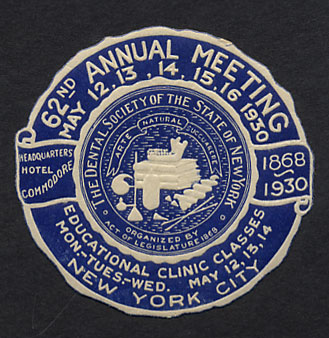 62ND ANNUAL MEETING
MAY 12, 13, 14, 15, 16 1930
HEADQUARTERS
HOTEL
COMMODORE
1868
1930
THE DENTAL SOCIETY OF THE STATE OF NEW YORK
ARTE NATURAE SUCCURRERE
ORGANIZED BY
ACT OF LEGISLATURE 1868
EDUCATIONAL CLINIC CLASSES
MON.-TUES.-WED. MAY 12, 13, 14
NEW YORK CITY